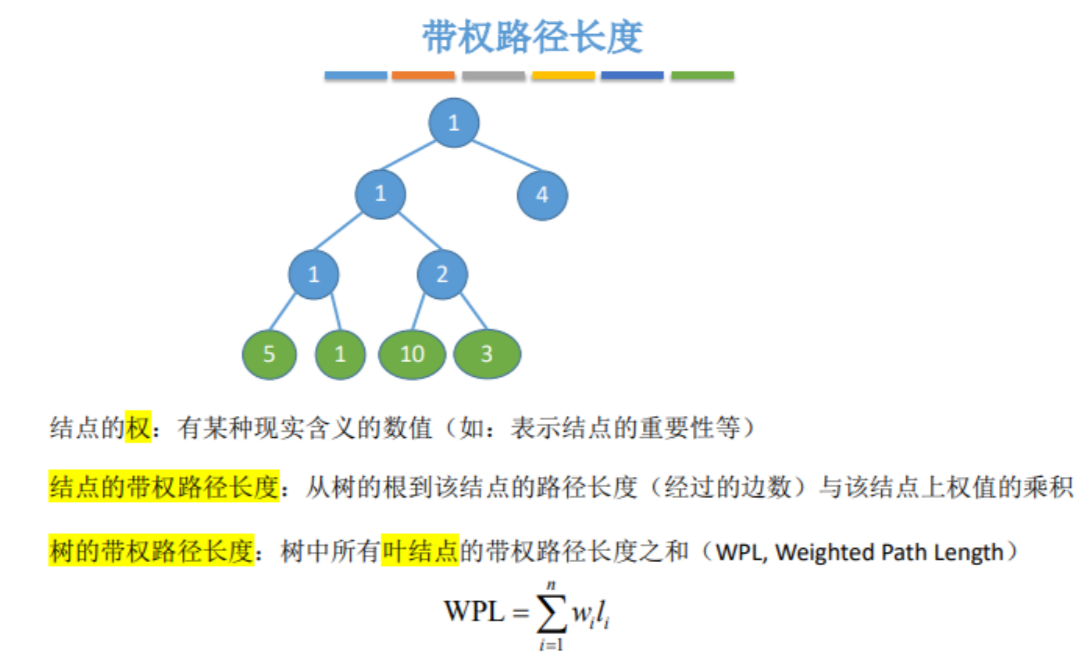 带权路径长度
1
1
4
1
2
5
1
10
3
结点的权：有某种现实含义的数值（如：表示结点的重要性等）
结点的带权路径长度：从树的根到该结点的路径长度（经过的边数）与该结点上权值的乘积
树的带权路径长度：树中所有叶结点的带权路径长度之和（WPL, Weighted Path Length）
n
WPL = ∑ wᵢlᵢ
i=1